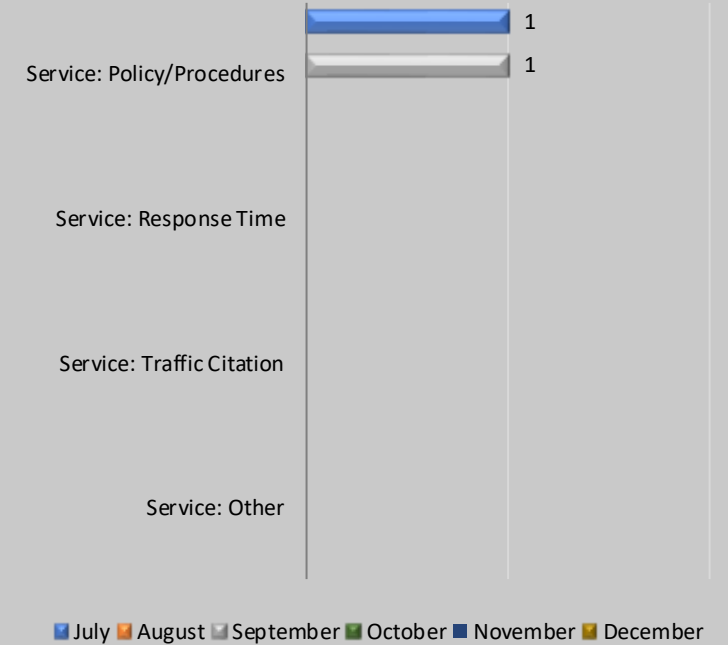 1
1
Service: Policy/Procedures
Service: Response Time
Service: Traffic Citation
Service: Other
July August September October November December